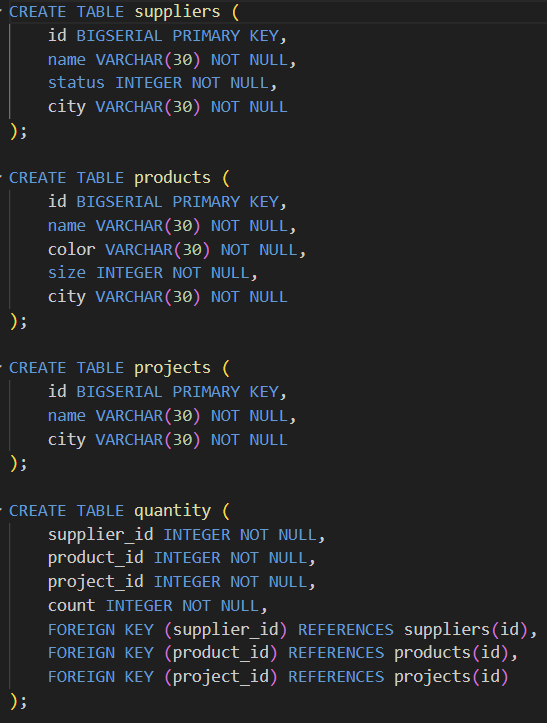 CREATE TABLE suppliers (
    id BIGSERIAL PRIMARY KEY,
    name VARCHAR(30) NOT NULL,
    status INTEGER NOT NULL,
    city VARCHAR(30) NOT NULL
);

CREATE TABLE products (
    id BIGSERIAL PRIMARY KEY,
    name VARCHAR(30) NOT NULL,
    color VARCHAR(30) NOT NULL,
    size INTEGER NOT NULL,
    city VARCHAR(30) NOT NULL
);

CREATE TABLE projects (
    id BIGSERIAL PRIMARY KEY,
    name VARCHAR(30) NOT NULL,
    city VARCHAR(30) NOT NULL
);

CREATE TABLE quantity (
    supplier_id INTEGER NOT NULL,
    product_id INTEGER NOT NULL,
    project_id INTEGER NOT NULL,
    count INTEGER NOT NULL,
    FOREIGN KEY (supplier_id) REFERENCES suppliers(id),
    FOREIGN KEY (product_id) REFERENCES products(id),
    FOREIGN KEY (project_id) REFERENCES projects(id)
);